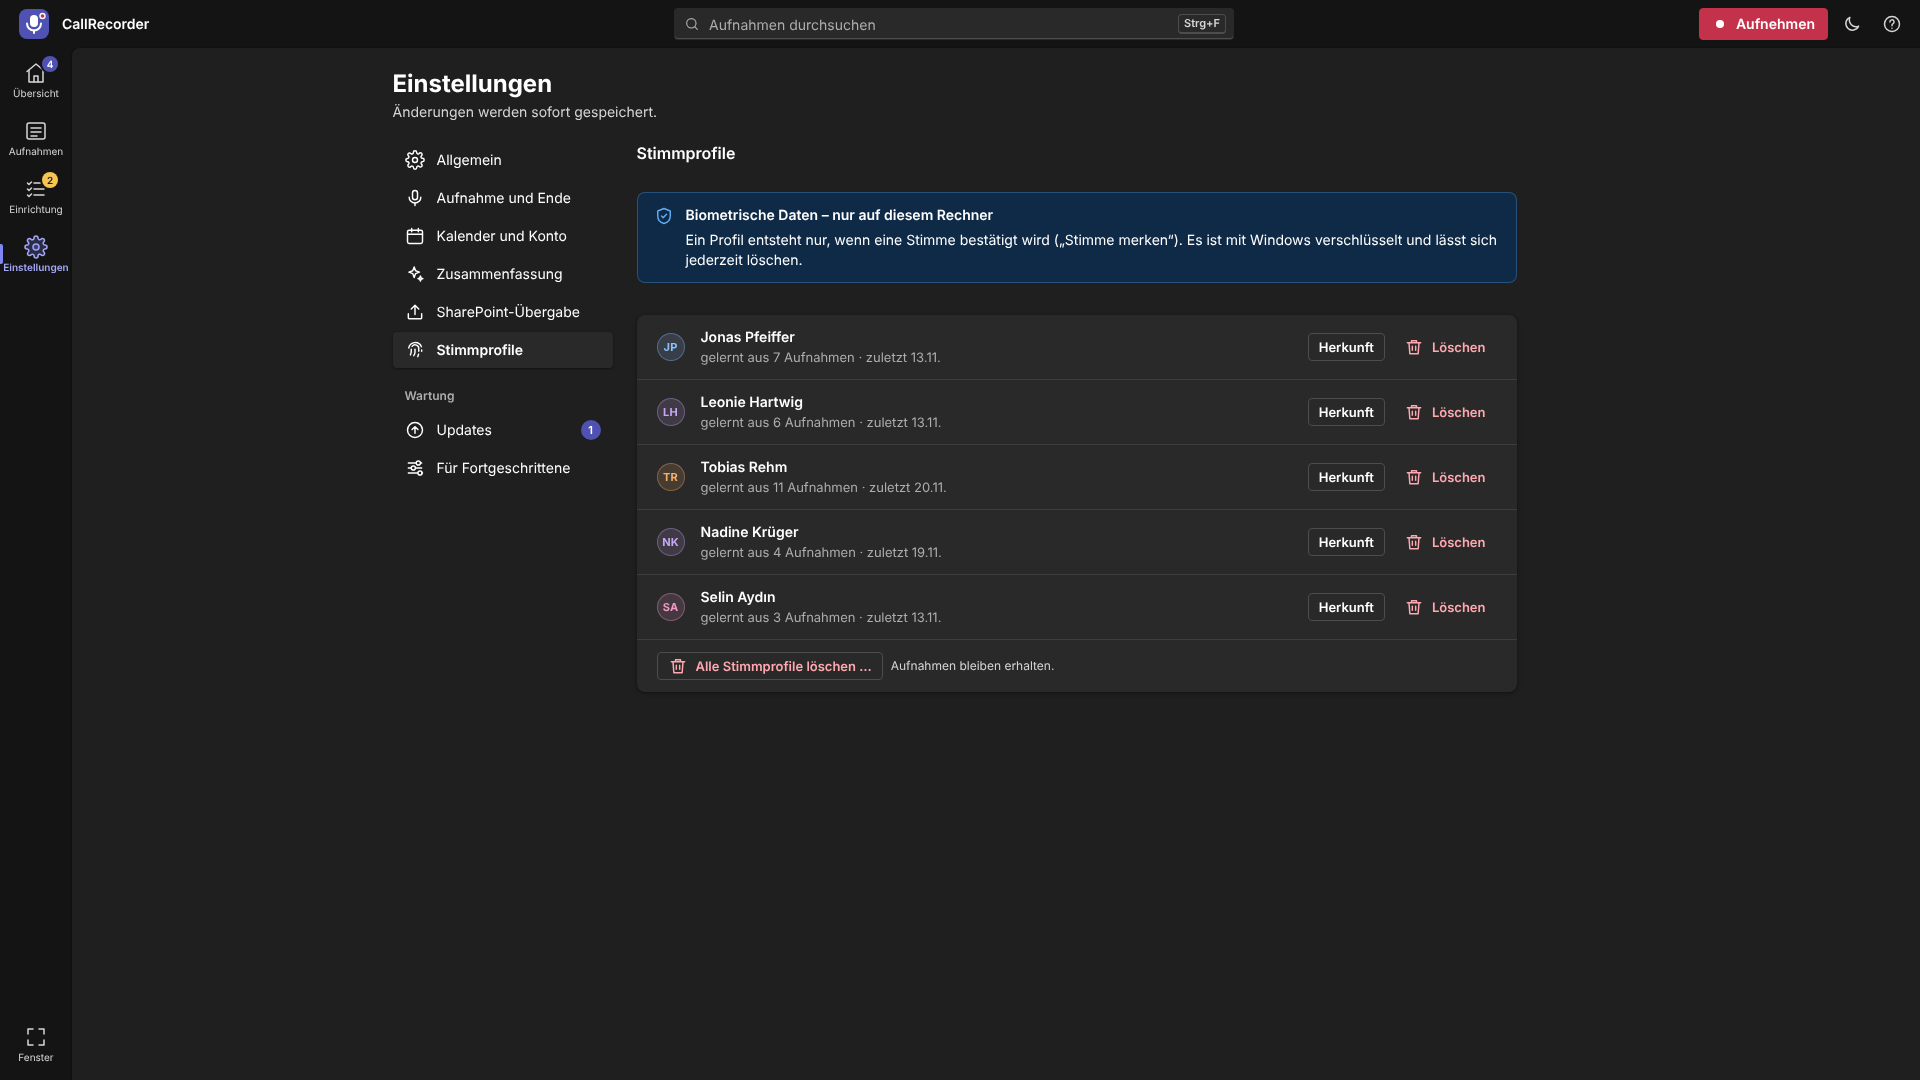 CallRecorder
Aufnahmen durchsuchen
Strg+F
Aufnehmen
4
Übersicht
Aufnahmen
2
Einrichtung
Einstellungen
Fenster
Einstellungen
Änderungen werden sofort gespeichert.
Allgemein
Aufnahme und Ende
Kalender und Konto
Zusammenfassung
SharePoint-Übergabe
Stimmprofile
Wartung
Updates 1
Für Fortgeschrittene
Stimmprofile
Biometrische Daten – nur auf diesem Rechner
Ein Profil entsteht nur, wenn eine Stimme bestätigt wird („Stimme merken“). Es ist mit Windows verschlüsselt und lässt sich
jederzeit löschen.
JP Jonas Pfeiffer
gelernt aus 7 Aufnahmen · zuletzt 13.11.
Herkunft Löschen
LH Leonie Hartwig
gelernt aus 6 Aufnahmen · zuletzt 13.11.
Herkunft Löschen
TR Tobias Rehm
gelernt aus 11 Aufnahmen · zuletzt 20.11.
Herkunft Löschen
NK Nadine Krüger
gelernt aus 4 Aufnahmen · zuletzt 19.11.
Herkunft Löschen
SA Selin Aydın
gelernt aus 3 Aufnahmen · zuletzt 13.11.
Herkunft Löschen
Alle Stimmprofile löschen ... Aufnahmen bleiben erhalten.